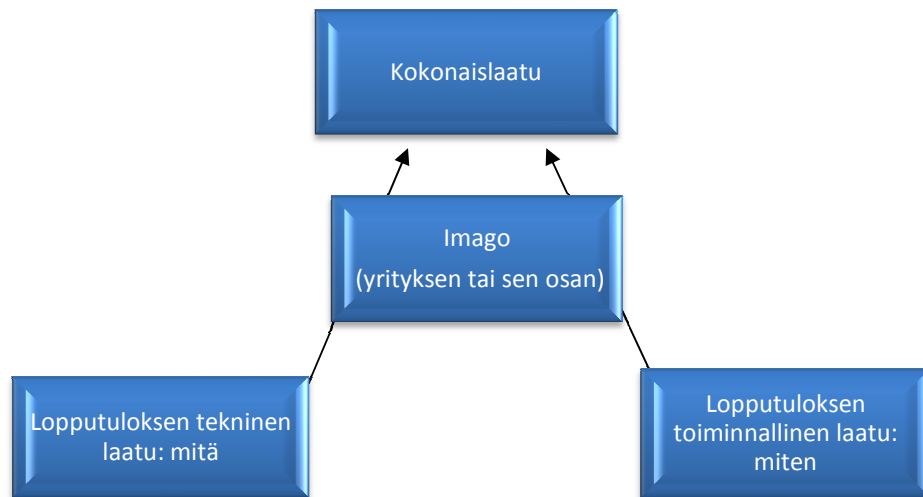 Kokonaislaatu
Imago
(yrityksen tai sen osan)
Lopputuloksen tekninen
laatu: mitä
Lopputuloksen
toiminnallinen laatu:
miten